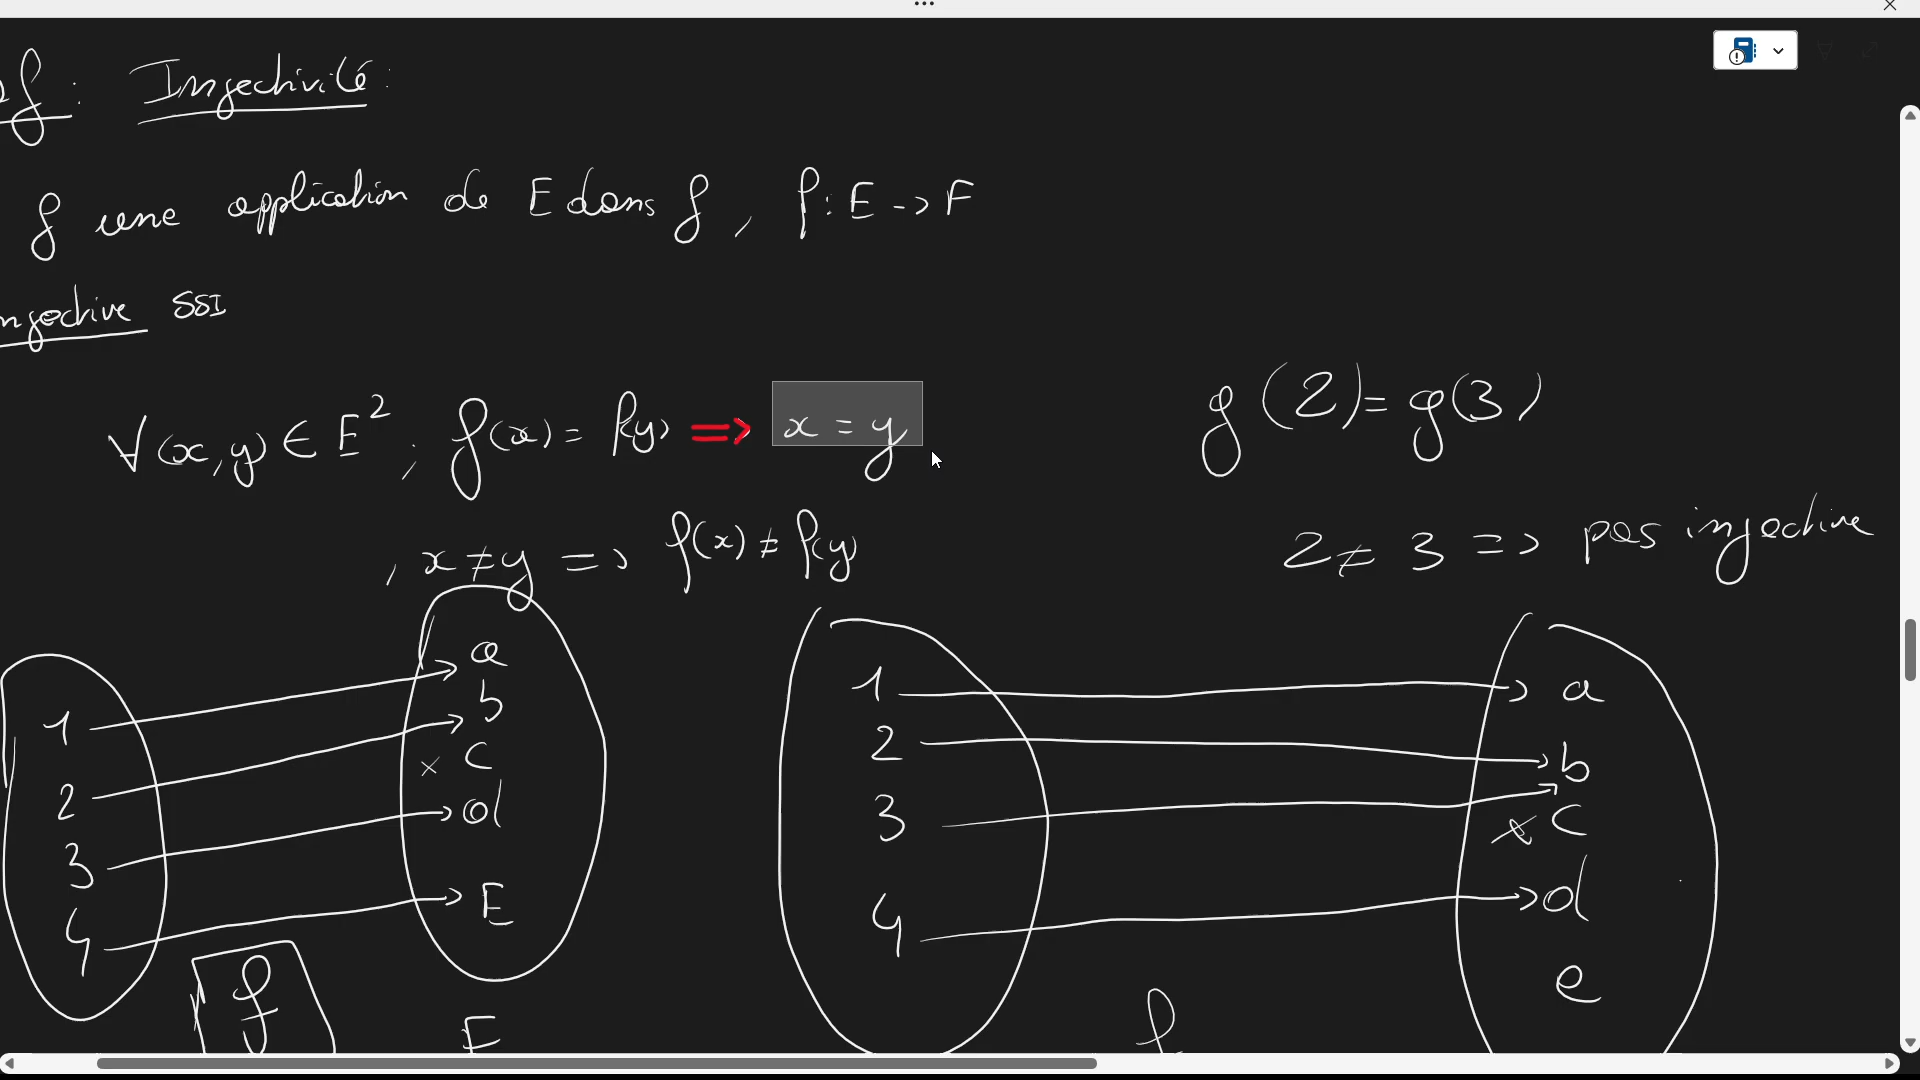 f : Injectivité :
f une application de E dans f , f : E -> F
injective SSI
∀(x,y) ∈ E² ; f(x) = f(y) => x = y
g(2) = g(3)
, x ≠ y => f(x) ≠ f(y)
2 ≠ 3 => pas injective
1 a
2 b
3 x c
4 d
E
f
F
1 a
2 b
3 x c
4 d
e